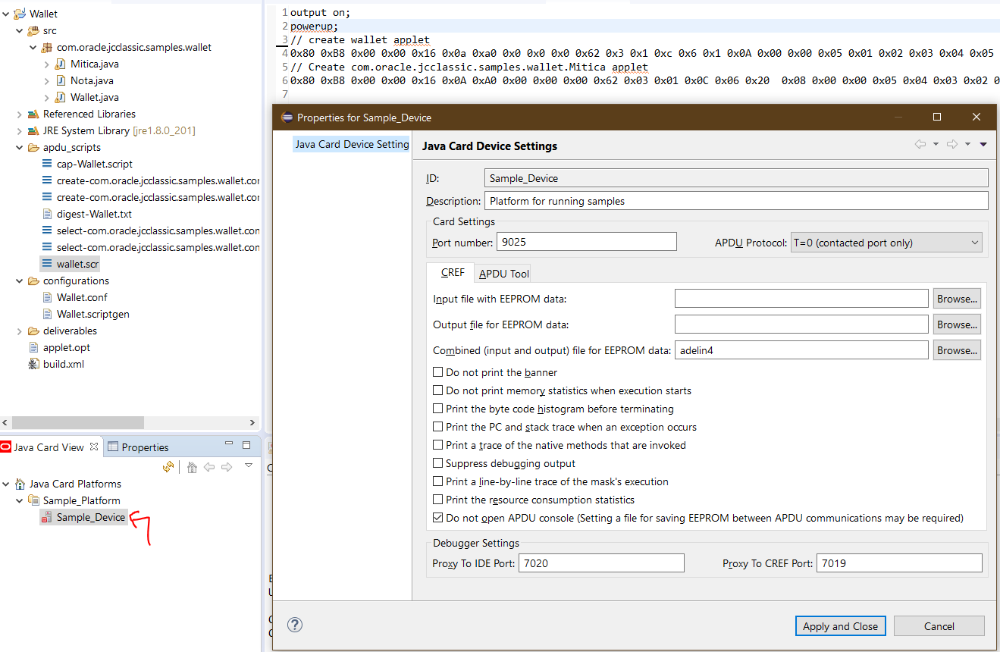 Wallet
src
com.oracle.jcclassic.samples.wallet
Mitica.java
Nota.java
Wallet.java
Referenced Libraries
JRE System Library [jre1.8.0_201]
apdu_scripts
cap-Wallet.script
create-com.oracle.jcclassic.samples.wallet.cor
create-com.oracle.jcclassic.samples.wallet.cor
digest-Wallet.txt
select-com.oracle.jcclassic.samples.wallet.con
select-com.oracle.jcclassic.samples.wallet.con
wallet.scr
configurations
Wallet.conf
Wallet.scriptgen
deliverables
applet.opt
build.xml
Java Card View
Properties
Java Card Platforms
Sample_Platform
Sample_Device
1 output on;
2 powerup;
3 // create wallet applet
4 0x80 0xB8 0x00 0x00 0x16 0x0a 0xa0 0x0 0x0 0x0 0x62 0x3 0x1 0xc 0x6 0x1 0x0A 0x00 0x00 0x05 0x01 0x02 0x03 0x04 0x05
5 // Create com.oracle.jcclassic.samples.wallet.Mitica applet
6 0x80 0xB8 0x00 0x00 0x16 0x0A 0xA0 0x00 0x00 0x00 0x62 0x03 0x01 0x0C 0x06 0x20 0x08 0x00 0x00 0x05 0x04 0x03 0x02 0
7
Properties for Sample_Device
Java Card Device Setting
Java Card Device Settings
ID: Sample_Device
Description: Platform for running samples
Card Settings
Port number: 9025 APDU Protocol: T=0 (contacted port only)
CREF APDU Tool
Input file with EEPROM data: Browse...
Output file for EEPROM data: Browse...
Combined (input and output) file for EEPROM data: adelin4 Browse...
Do not print the banner
Do not print memory statistics when execution starts
Print the byte code histogram before terminating
Print the PC and stack trace when an exception occurs
Print a trace of the native methods that are invoked
Suppress debugging output
Print a line-by-line trace of the mask's execution
Print the resource consumption statistics
Do not open APDU console (Setting a file for saving EEPROM between APDU communications may be required)
Debugger Settings
Proxy To IDE Port: 7020 Proxy To CREF Port: 7019
Apply and Close Cancel